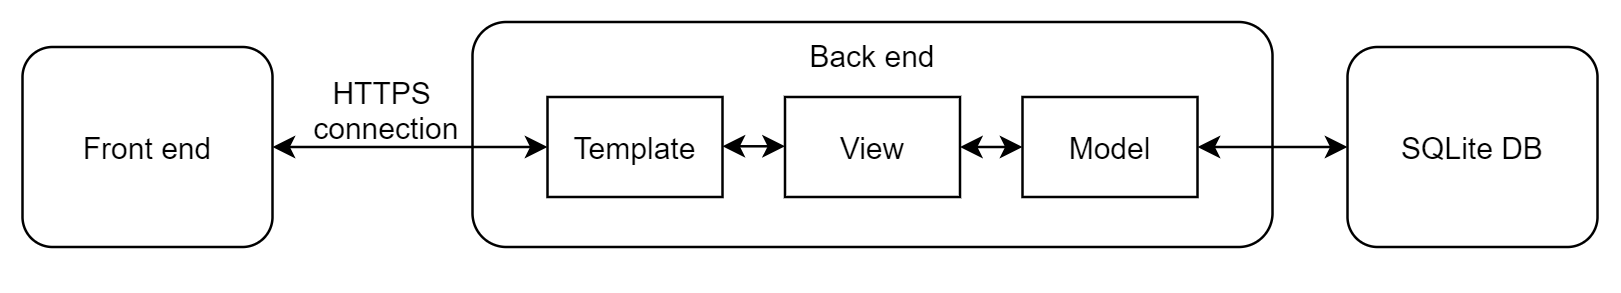 Front end
HTTPS
connection
Back end
Template
View
Model
SQLite DB